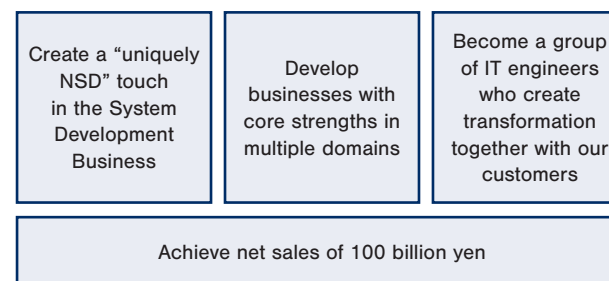 Create a “uniquely
NSD” touch
in the System
Development
Business
Develop
businesses with
core strengths in
multiple domains
Become a group
of IT engineers
who create
transformation
together with our
customers
Achieve net sales of 100 billion yen